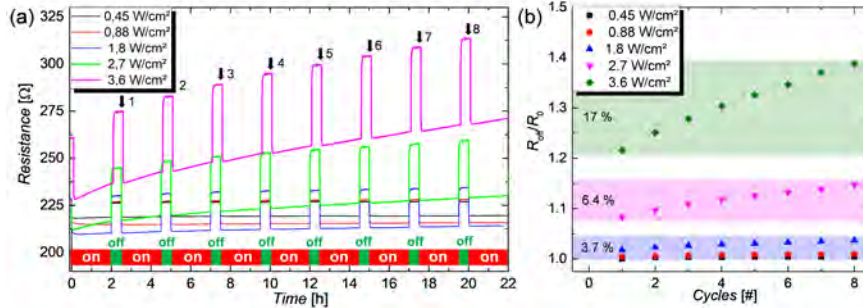 (a)
0,45 W/cm²
0,88 W/cm²
1,8 W/cm²
2,7 W/cm²
3,6 W/cm²
1 2 3 4 5 6 7 8
325
300
275
250
225
200
Resistance [Ω]
off off off off off off off off
on on on on on on on on on
0 2 4 6 8 10 12 14 16 18 20 22
Time [h]
(b)
0,45 W/cm²
0,88 W/cm²
1.8 W/cm²
2.7 W/cm²
3.6 W/cm²
1.5
1.4
1.3
1.2
1.1
1.0
Roff/R0
17 %
6.4 %
3.7 %
0 2 4 6 8
Cycles [#]